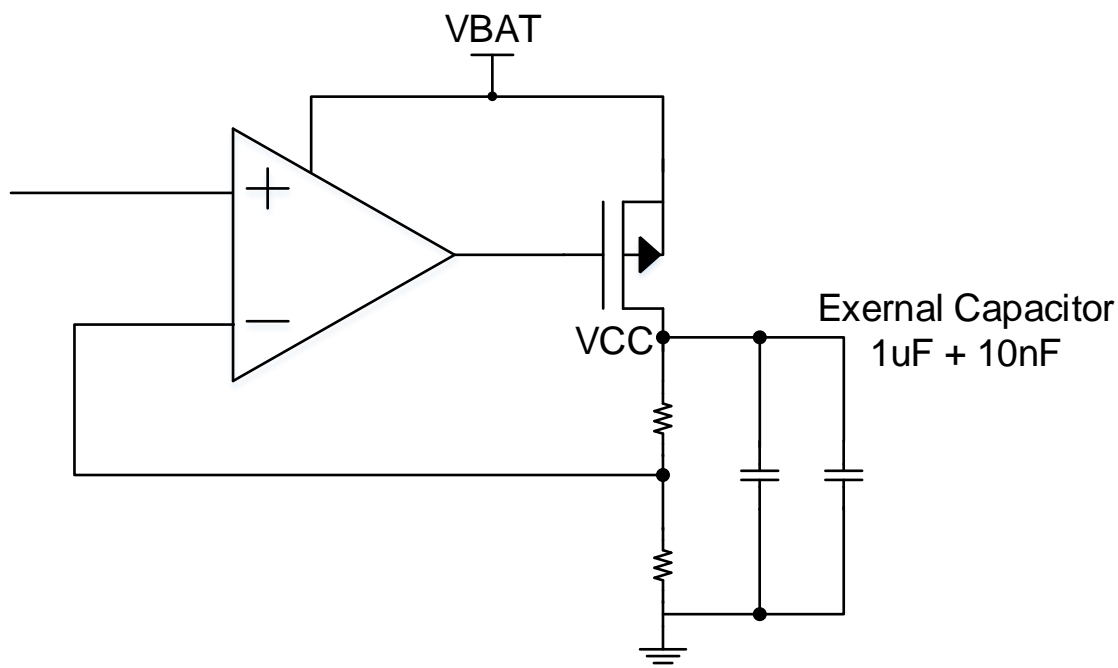 VBAT
+
−
VCC
Exernal Capacitor
1uF + 10nF